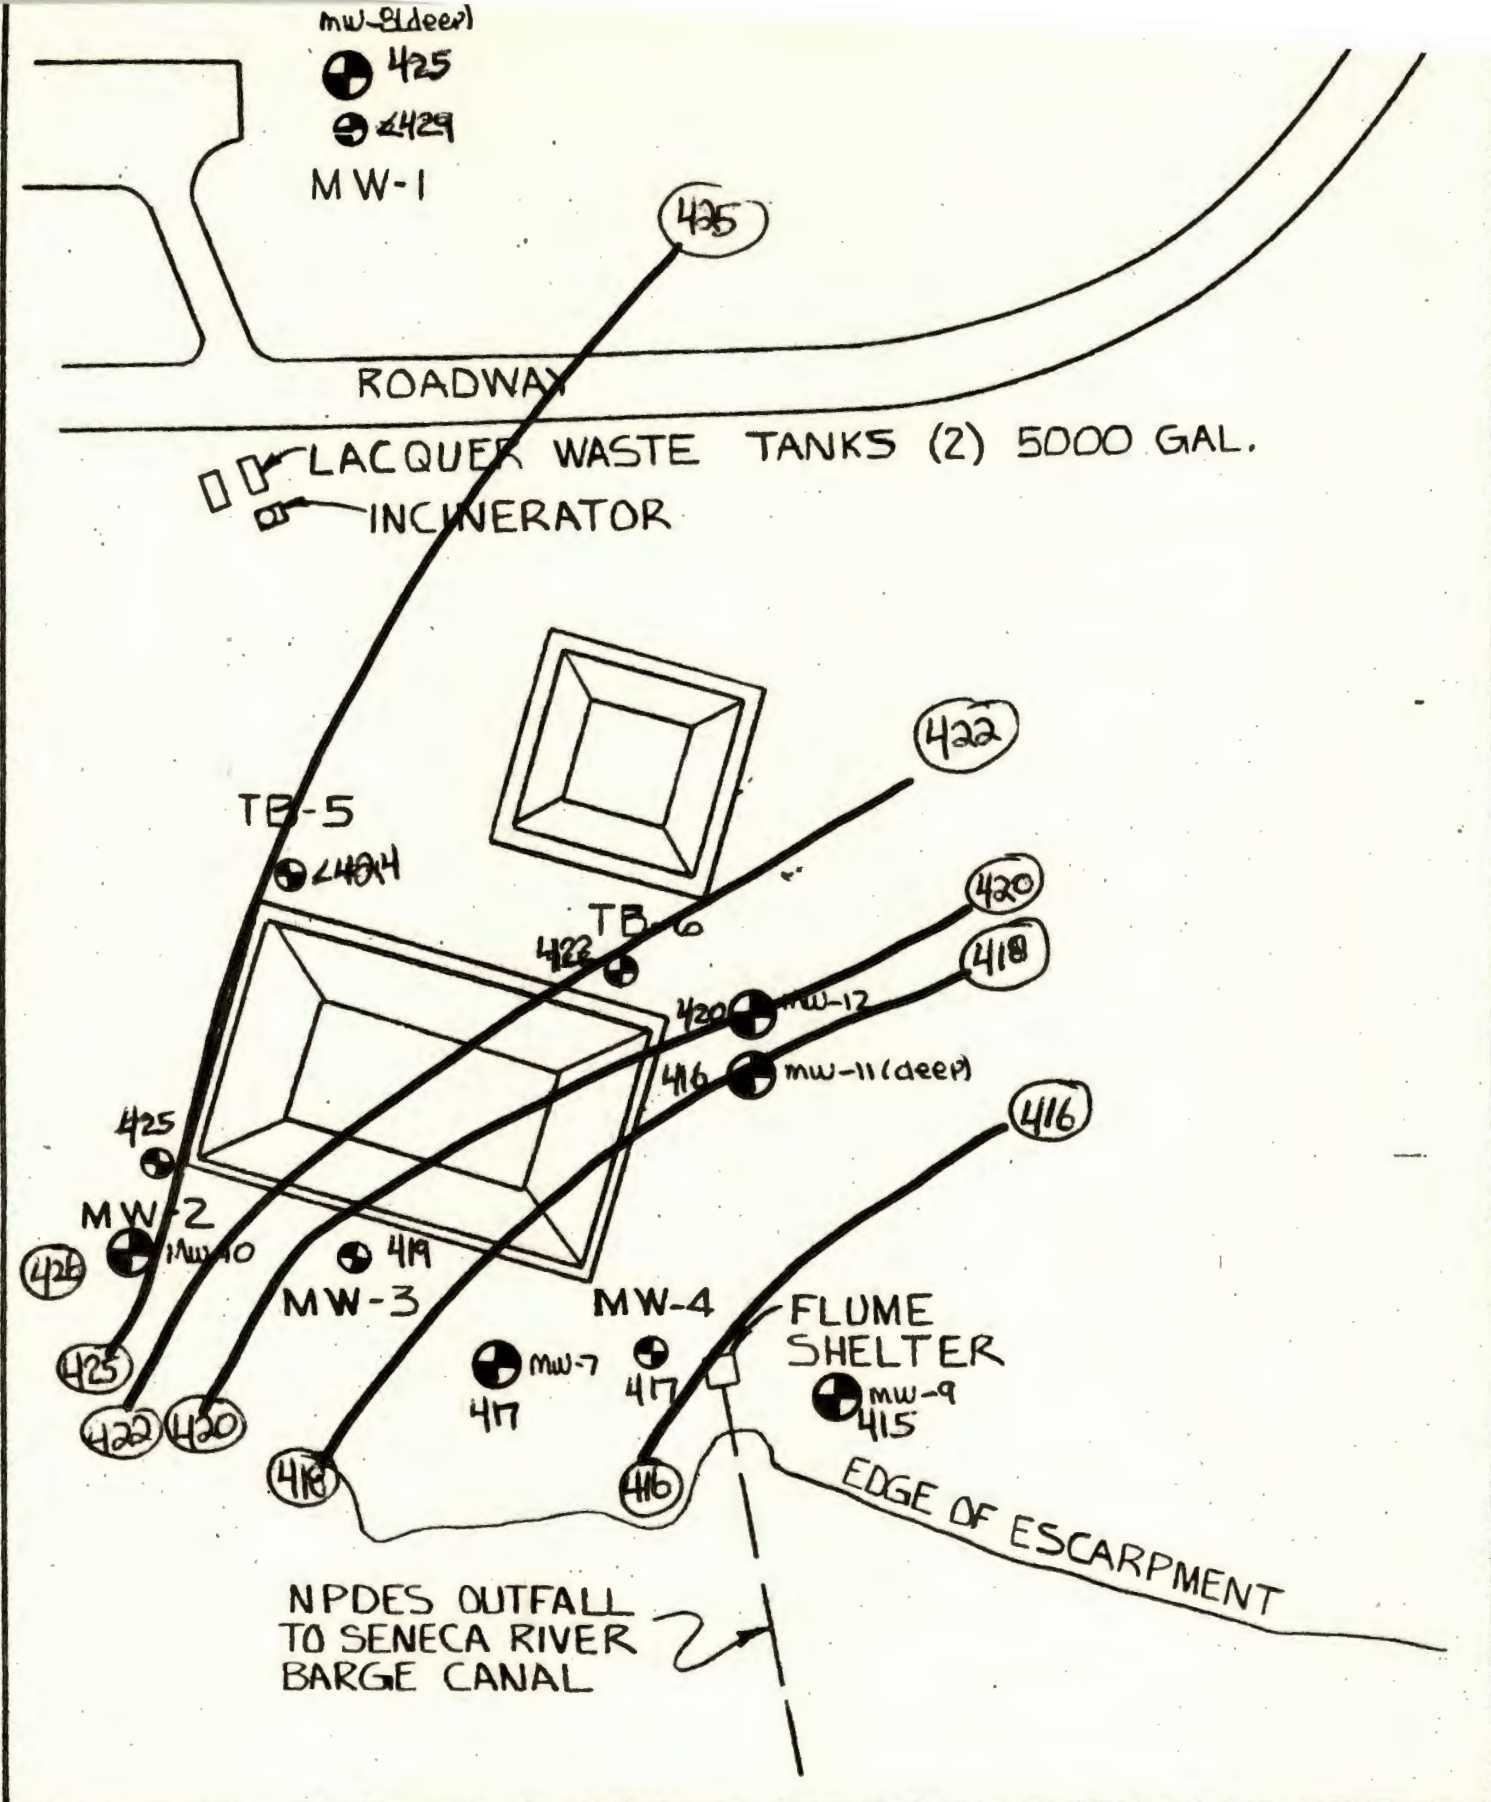 mw-8(deep)
425
<429
MW-1
425
ROADWAY
LACQUER WASTE TANKS (2) 5000 GAL.
INCINERATOR
422
TB-5
420
TB-6
422
418
420 mw-12
416 mw-11(deep)
416
425
MW-2
mw-10
419
MW-3
MW-4
FLUME
SHELTER
425
mw-7
417
417
mw-9
415
422
420
418
416
EDGE OF ESCARPMENT
NPDES OUTFALL
TO SENECA RIVER
BARGE CANAL